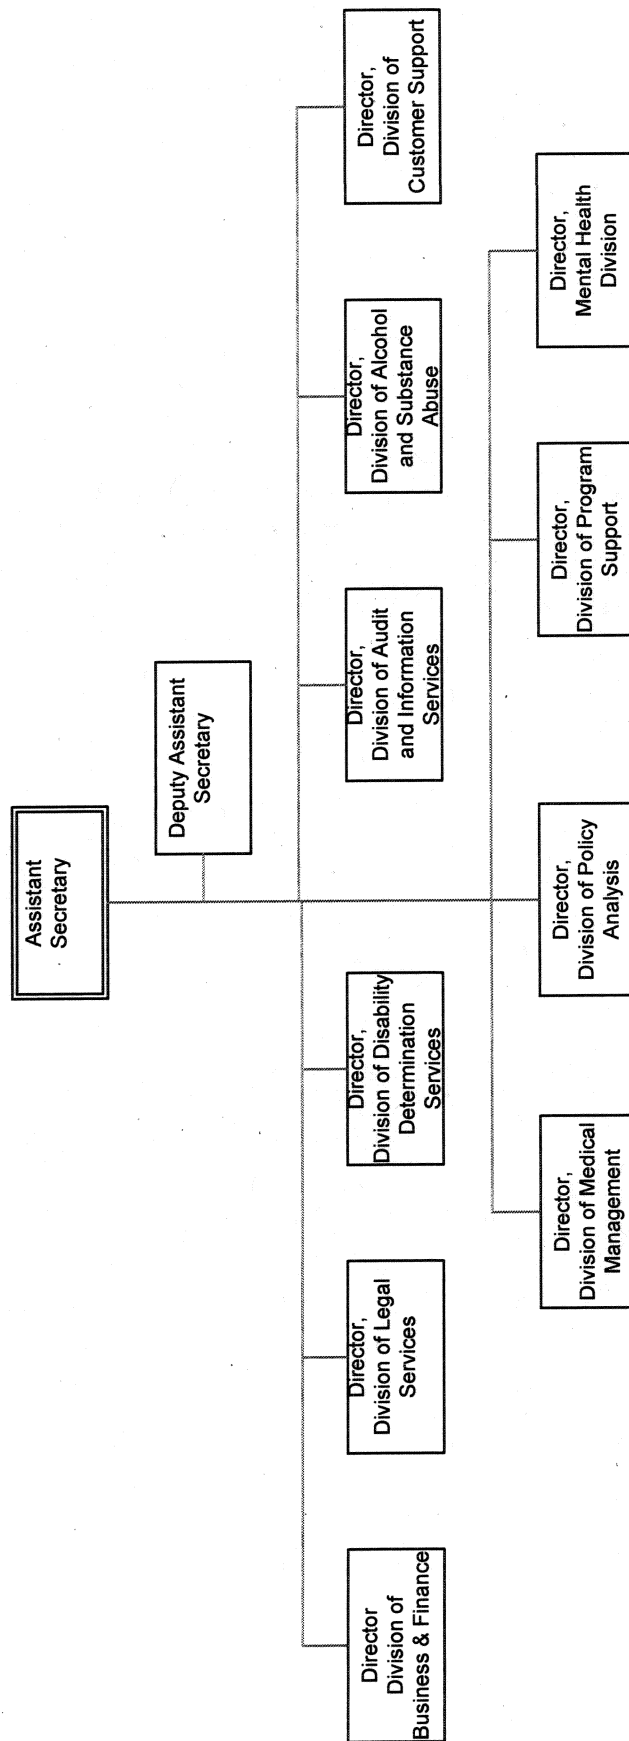 Assistant
Secretary
Deputy Assistant
Secretary
Director
Division of
Business & Finance
Director,
Division of Legal
Services
Director,
Division of Disability
Determination
Services
Director,
Division of Audit
and Information
Services
Director,
Division of Alcohol
and Substance
Abuse
Director,
Division of
Customer Support
Director,
Division of Medical
Management
Director,
Division of Policy
Analysis
Director,
Division of Program
Support
Director,
Mental Health
Division